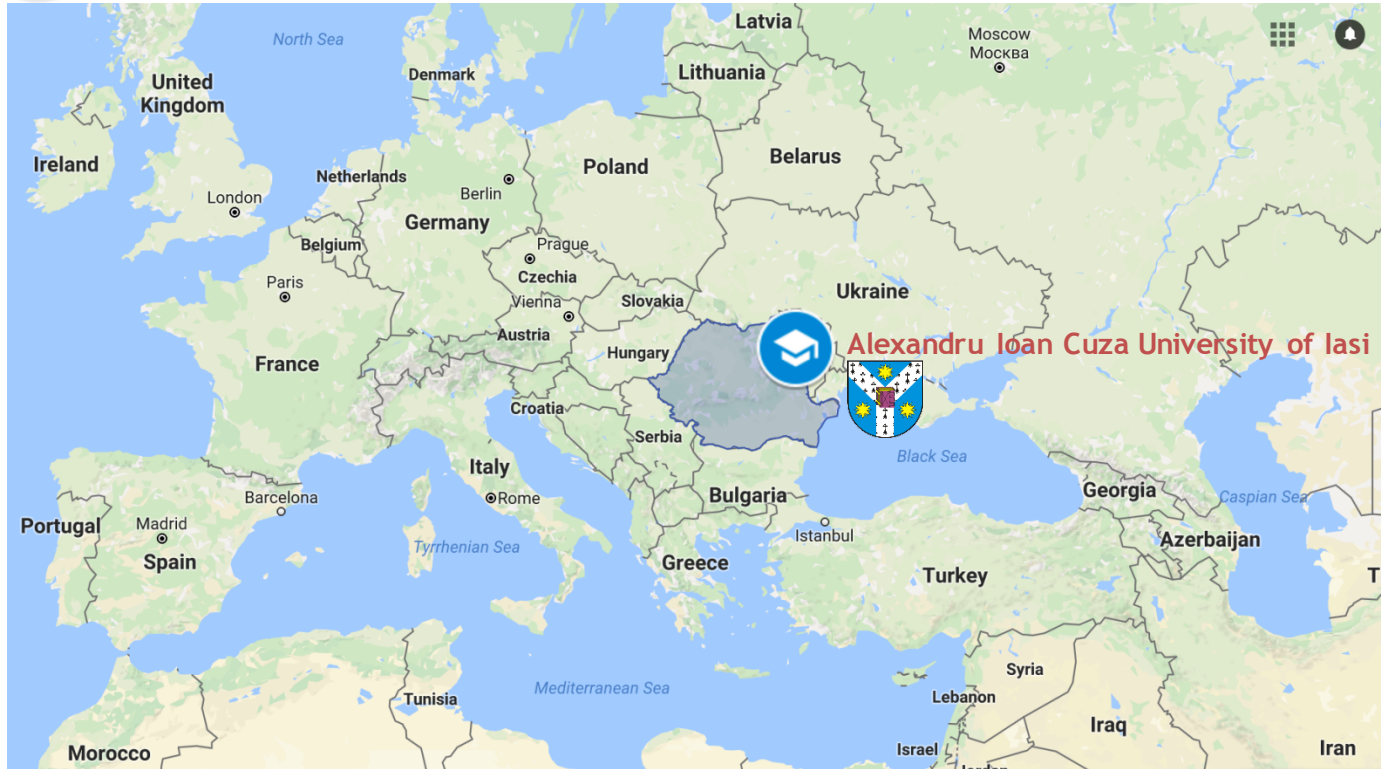 Latvia
North Sea
Moscow
Москва
Denmark
Lithuania
United
Kingdom
Ireland
Belarus
Poland
Netherlands
Berlin
London
Germany
Belgium
Prague
Czechia
Paris
Ukraine
Slovakia
Vienna
Austria
Alexandru Ioan Cuza University of Iasi
Hungary
France
Croatia
Serbia
Black Sea
Italy
Rome
Barcelona
Bulgaria
Georgia
Caspian Sea
Portugal
Madrid
Istanbul
Azerbaijan
Tyrrhenian Sea
Spain
Greece
Turkey
T
Syria
Mediterranean Sea
Tunisia
Lebanon
Iraq
Morocco
Israel
Iran
Jordan